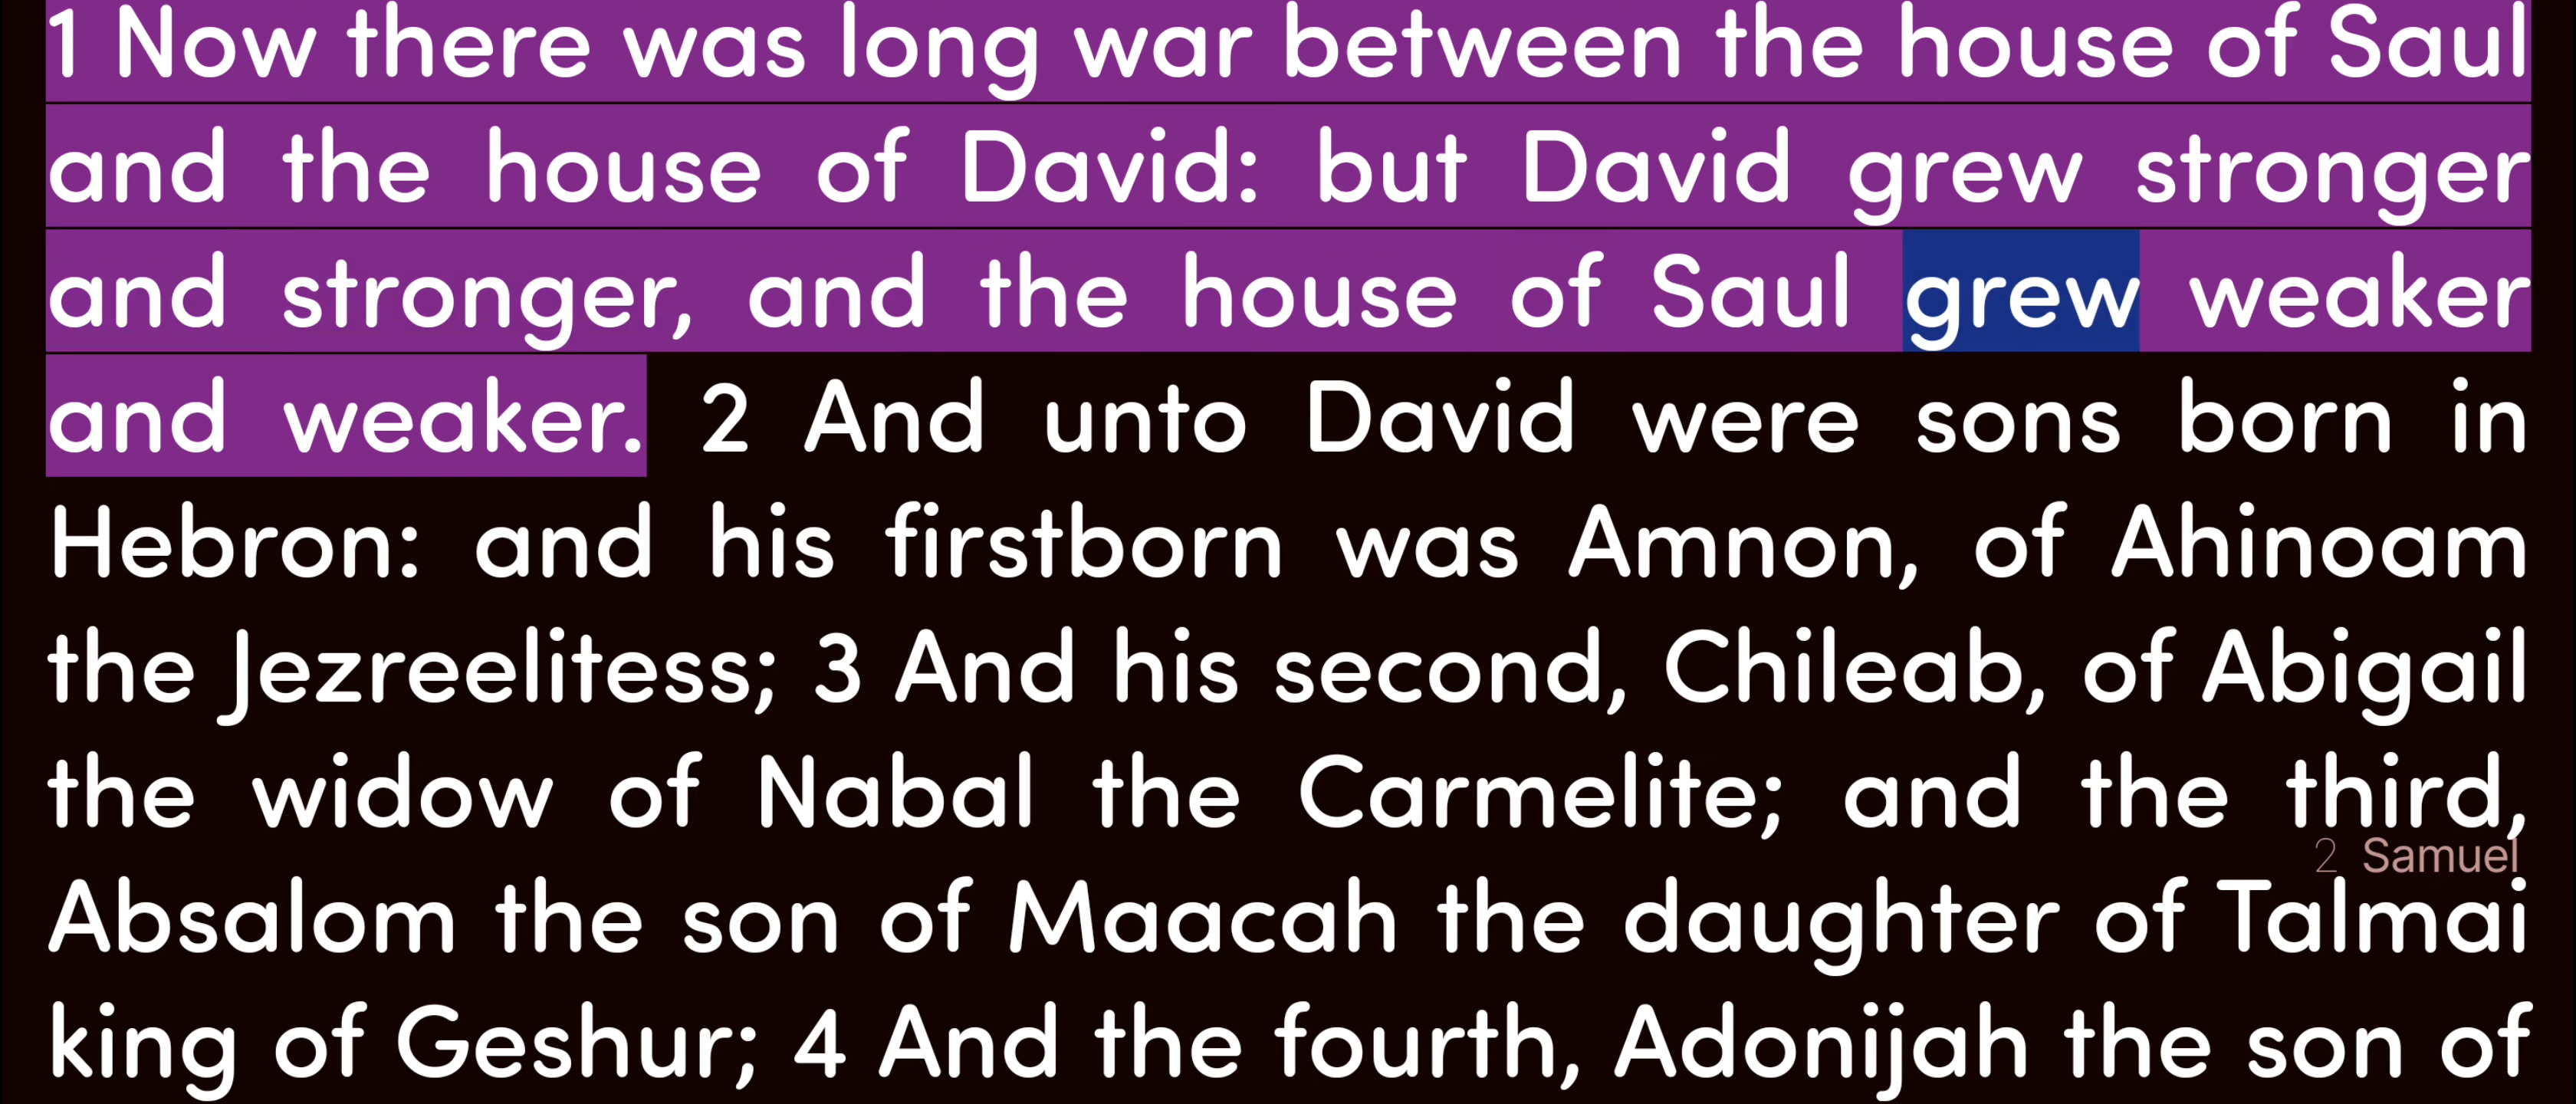 1 Now there was long war between the house of Saul
and the house of David: but David grew stronger
and stronger, and the house of Saul grew weaker
and weaker. 2 And unto David were sons born in
Hebron: and his firstborn was Amnon, of Ahinoam
the Jezreelitess; 3 And his second, Chileab, of Abigail
the widow of Nabal the Carmelite; and the third,
2 Samuel
Absalom the son of Maacah the daughter of Talmai
king of Geshur; 4 And the fourth, Adonijah the son of